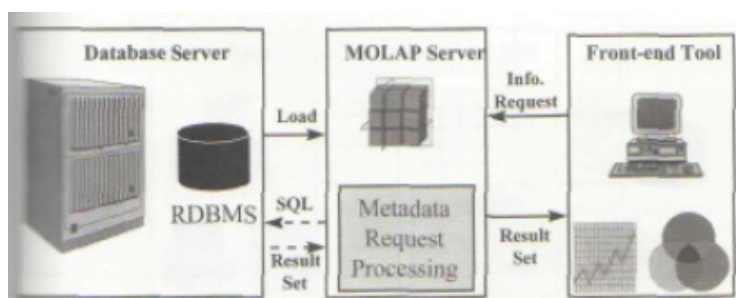 Database Server
MOLAP Server
Front-end Tool
Info.
Request
Load
RDBMS
SQL
Result
Set
Metadata
Request
Processing
Result
Set